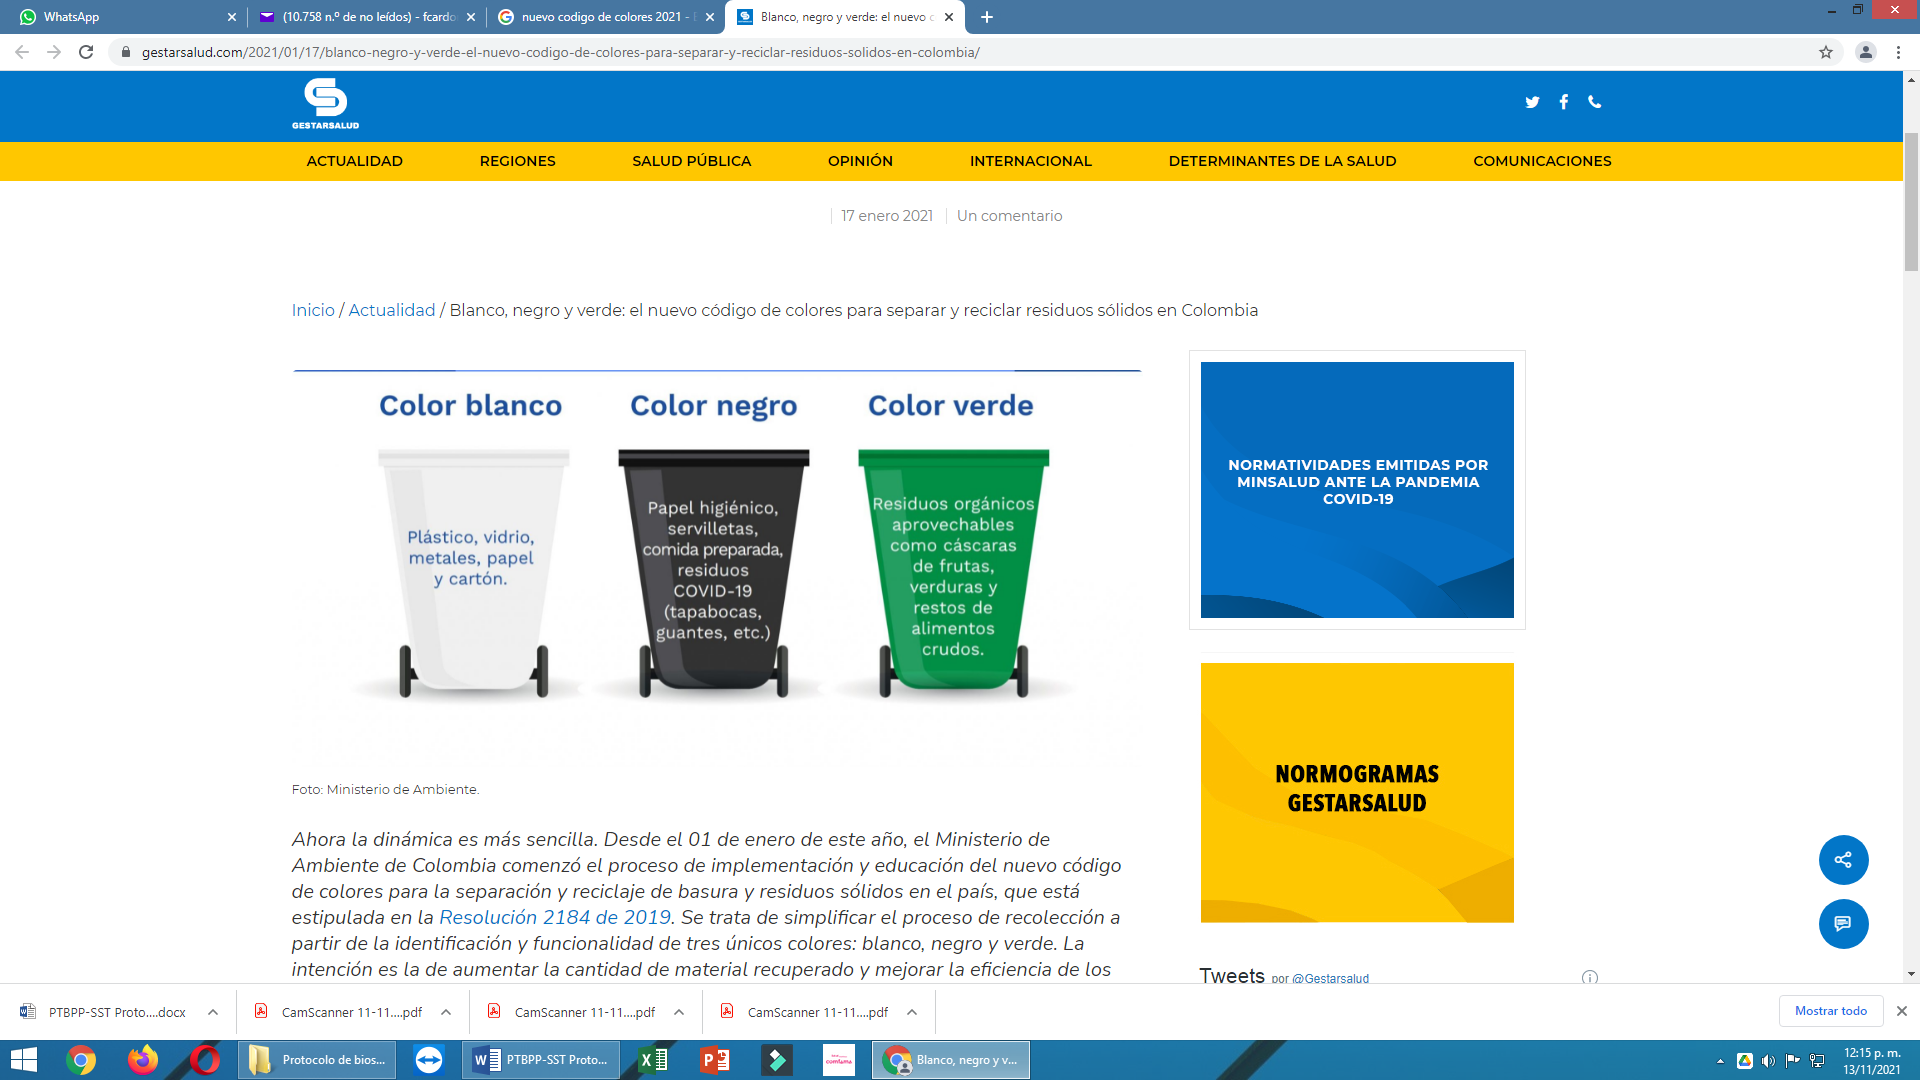 WhatsApp
(10.758 n.º de no leídos) - fcardo
nuevo codigo de colores 2021 -
Blanco, negro y verde: el nuevo c
gestarsalud.com/2021/01/17/blanco-negro-y-verde-el-nuevo-codigo-de-colores-para-separar-y-reciclar-residuos-solidos-en-colombia/
GESTARSALUD
ACTUALIDAD
REGIONES
SALUD PÚBLICA
OPINIÓN
INTERNACIONAL
DETERMINANTES DE LA SALUD
COMUNICACIONES
17 enero 2021
Un comentario
Inicio / Actualidad / Blanco, negro y verde: el nuevo código de colores para separar y reciclar residuos sólidos en Colombia
Color blanco
Plástico, vidrio,
metales, papel
y cartón.
Color negro
Papel higiénico,
servilletas,
comida preparada,
residuos
COVID-19
(tapabocas,
guantes, etc.)
Color verde
Residuos orgánicos
aprovechables
como cáscaras
de frutas,
verduras y
restos de
alimentos
crudos.
Foto: Ministerio de Ambiente.
Ahora la dinámica es más sencilla. Desde el 01 de enero de este año, el Ministerio de
Ambiente de Colombia comenzó el proceso de implementación y educación del nuevo código
de colores para la separación y reciclaje de basura y residuos sólidos en el país, que está
estipulada en la Resolución 2184 de 2019. Se trata de simplificar el proceso de recolección a
partir de la identificación y funcionalidad de tres únicos colores: blanco, negro y verde. La
intención es la de aumentar la cantidad de material recuperado y mejorar la eficiencia de los
NORMATIVIDADES EMITIDAS POR
MINSALUD ANTE LA PANDEMIA
COVID-19
NORMOGRAMAS
GESTARSALUD
Tweets por @Gestarsalud
PTBPP-SST Proto....docx
CamScanner 11-11....pdf
CamScanner 11-11....pdf
CamScanner 11-11....pdf
Mostrar todo
Protocolo de bios...
PTBPP-SST Proto...
Blanco, negro y v...
12:15 p. m.
13/11/2021